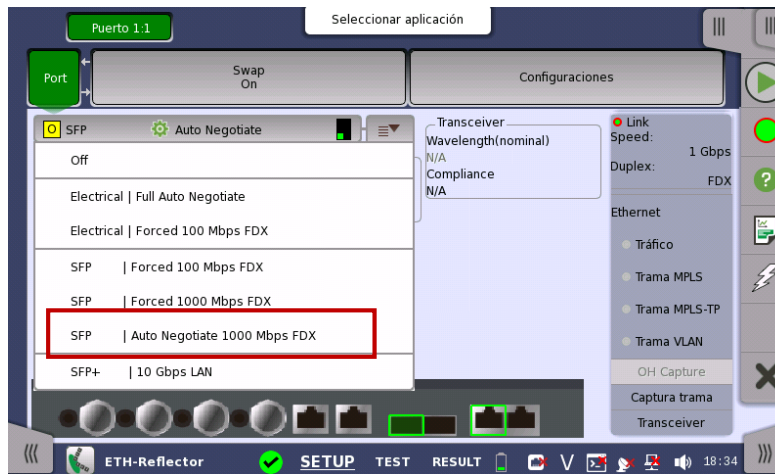 Puerto 1:1
Seleccionar aplicación
Port
Swap
On
Configuraciones
O SFP
Auto Negotiate
Off
Electrical | Full Auto Negotiate
Electrical | Forced 100 Mbps FDX
SFP | Forced 100 Mbps FDX
SFP | Forced 1000 Mbps FDX
SFP | Auto Negotiate 1000 Mbps FDX
SFP+ | 10 Gbps LAN
Transceiver
Wavelength(nominal)
N/A
Compliance
N/A
Link
Speed:
1 Gbps
Duplex:
FDX
Ethernet
Tráfico
Trama MPLS
Trama MPLS-TP
Trama VLAN
OH Capture
Captura trama
Transceiver
ETH-Reflector
SETUP
TEST
RESULT
V
18:34